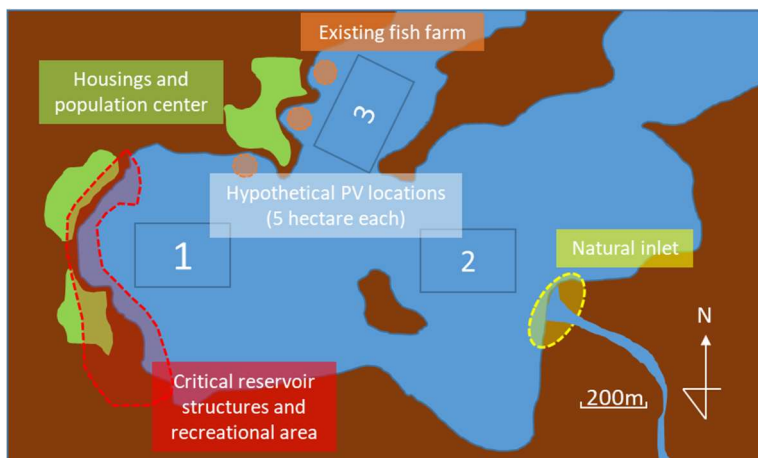 Existing fish farm
Housings and
population center
3
Hypothetical PV locations
(5 hectare each)
1
2
Natural inlet
N
200m
Critical reservoir
structures and
recreational area